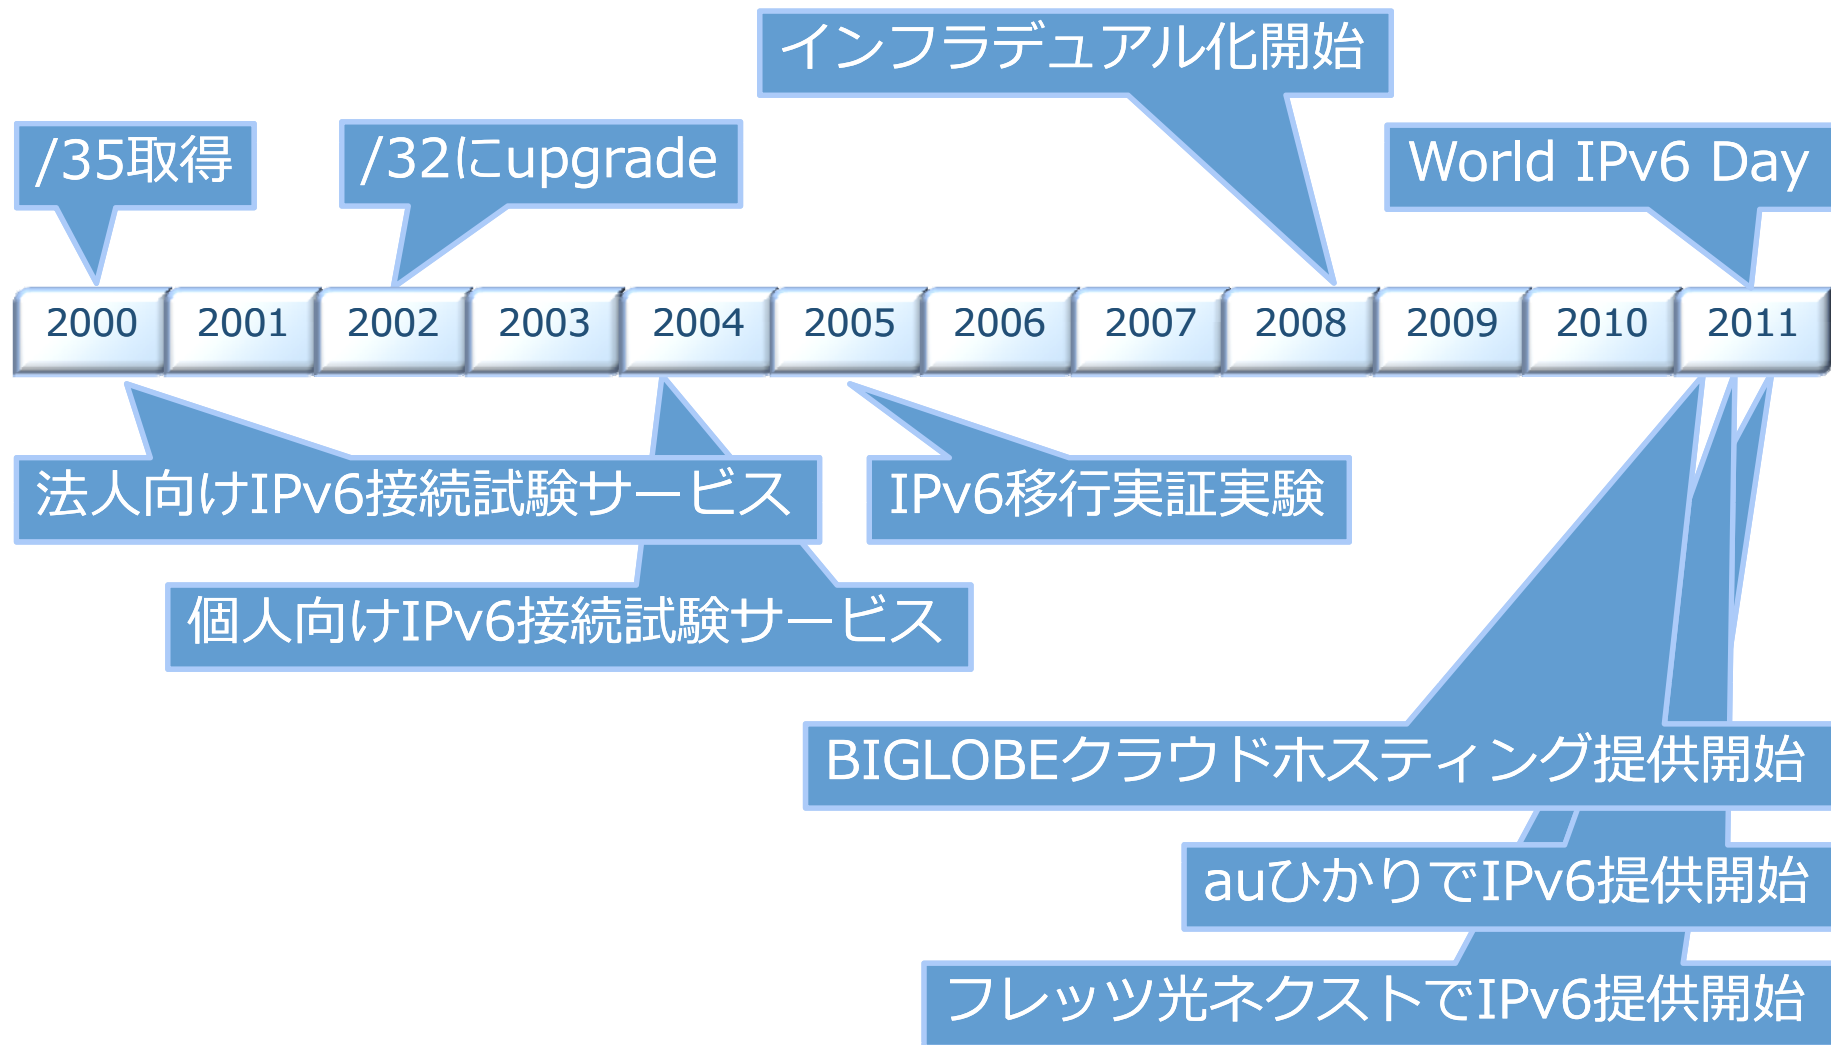 インフラデュアル化開始
/35取得
/32にupgrade
World IPv6 Day
2000 2001 2002 2003 2004 2005 2006 2007 2008 2009 2010 2011
法人向けIPv6接続試験サービス
IPv6移行実証実験
個人向けIPv6接続試験サービス
BIGLOBEクラウドホスティング提供開始
auひかりでIPv6提供開始
フレッツ光ネクストでIPv6提供開始